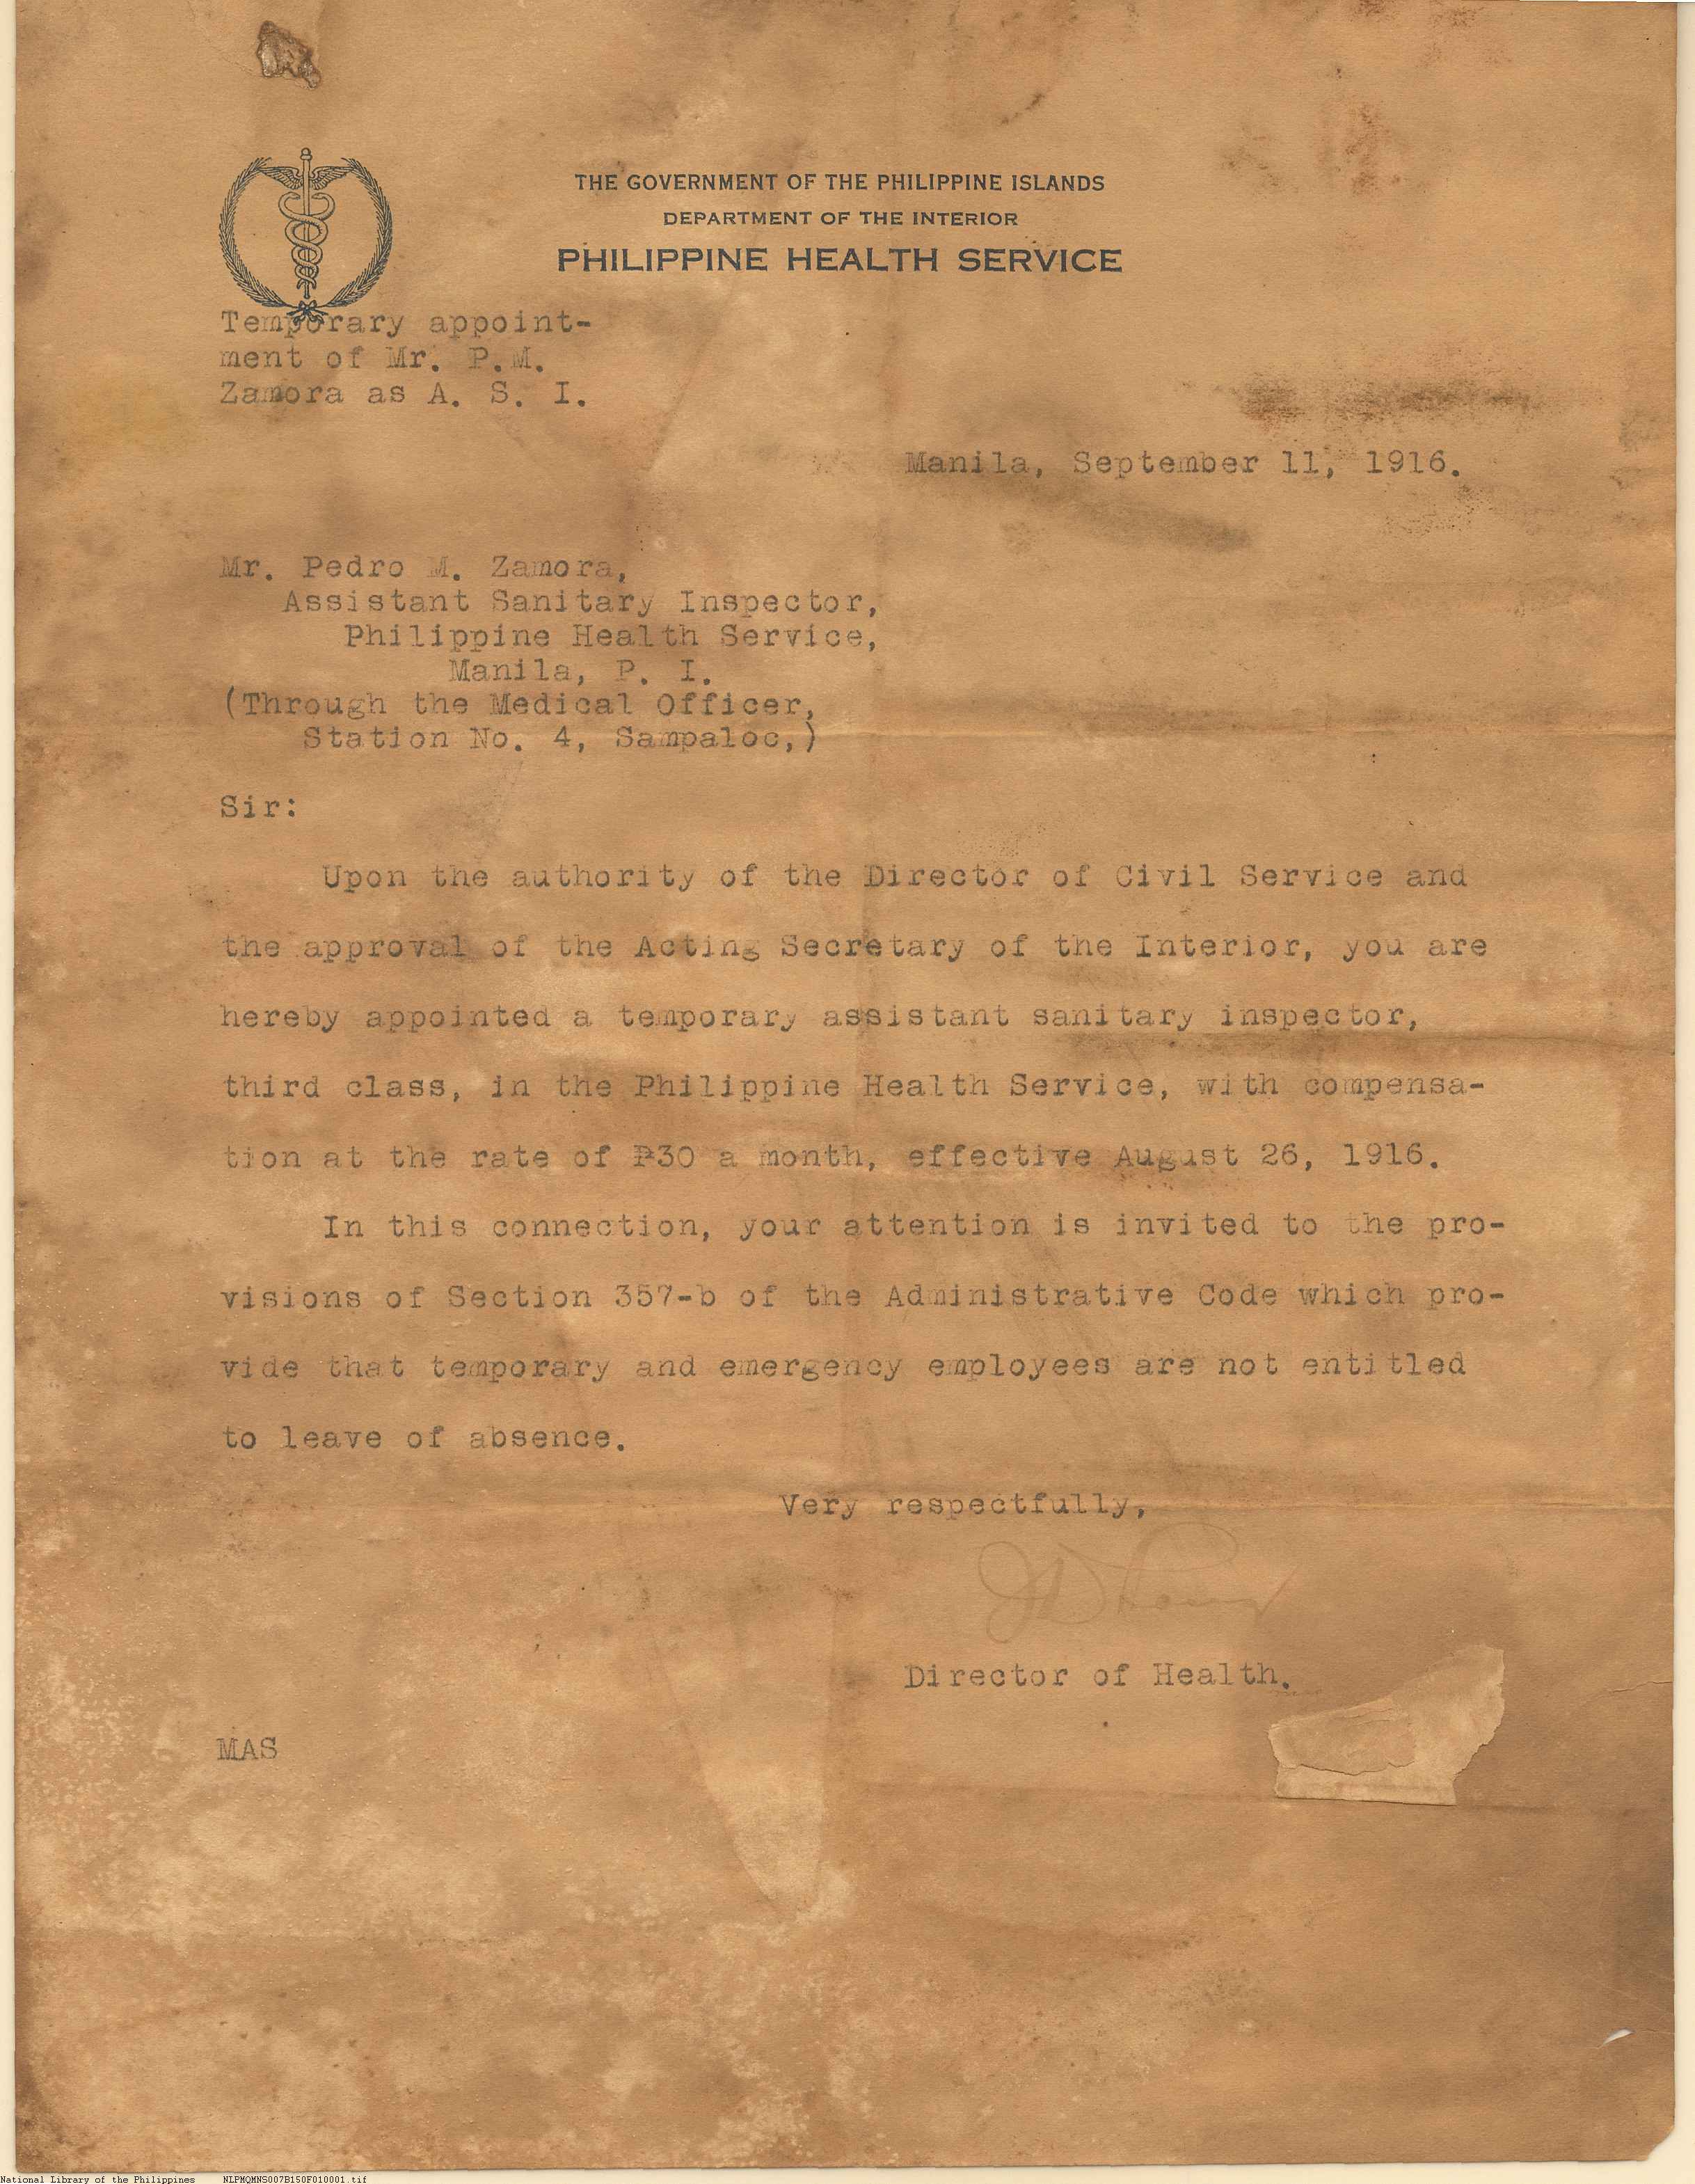 THE GOVERNMENT OF THE PHILIPPINE ISLANDS
DEPARTMENT OF THE INTERIOR
PHILIPPINE HEALTH SERVICE
Temporary appoint-
ment of Mr. P.M.
Zamora as A. S. I.
Manila, September 11, 1916.
Mr. Pedro M. Zamora,
Assistant Sanitary Inspector,
Philippine Health Service,
Manila, P. I.
(Through the Medical Officer,
Station No. 4, Sampaloc,)
Sir:
Upon the authority of the Director of Civil Service and
the approval of the Acting Secretary of the Interior, you are
hereby appointed a temporary assistant sanitary inspector,
third class, in the Philippine Health Service, with compensa-
tion at the rate of ₱30 a month, effective August 26, 1916.
In this connection, your attention is invited to the pro-
visions of Section 357-b of the Administrative Code which pro-
vide that temporary and emergency employees are not entitled
to leave of absence.
Very respectfully,
Director of Health.
MAS
National Library of the Philippines NLPMQMNS007B150F010001.tif